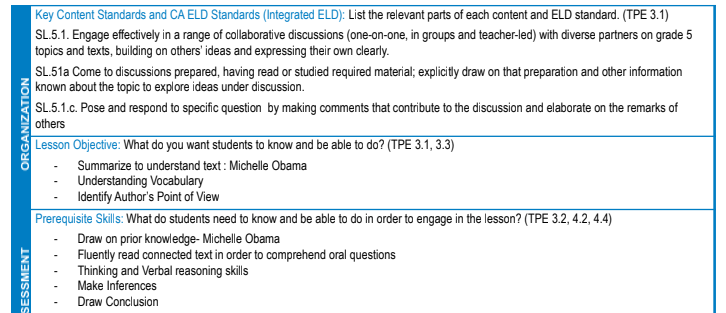 Key Content Standards and CA ELD Standards (Integrated ELD): List the relevant parts of each content and ELD standard. (TPE 3.1)
SL.5.1. Engage effectively in a range of collaborative discussions (one-on-one, in groups and teacher-led) with diverse partners on grade 5
topics and texts, building on others' ideas and expressing their own clearly.
SL.51a Come to discussions prepared, having read or studied required material; explicitly draw on that preparation and other information
known about the topic to explore ideas under discussion.
SL.5.1.c. Pose and respond to specific question by making comments that contribute to the discussion and elaborate on the remarks of
others
ORGANIZATION
Lesson Objective: What do you want students to know and be able to do? (TPE 3.1, 3.3)
- Summarize to understand text : Michelle Obama
- Understanding Vocabulary
- Identify Author's Point of View
Prerequisite Skills: What do students need to know and be able to do in order to engage in the lesson? (TPE 3.2, 4.2, 4.4)
- Draw on prior knowledge- Michelle Obama
- Fluently read connected text in order to comprehend oral questions
- Thinking and Verbal reasoning skills
- Make Inferences
- Draw Conclusion
SESSMENT